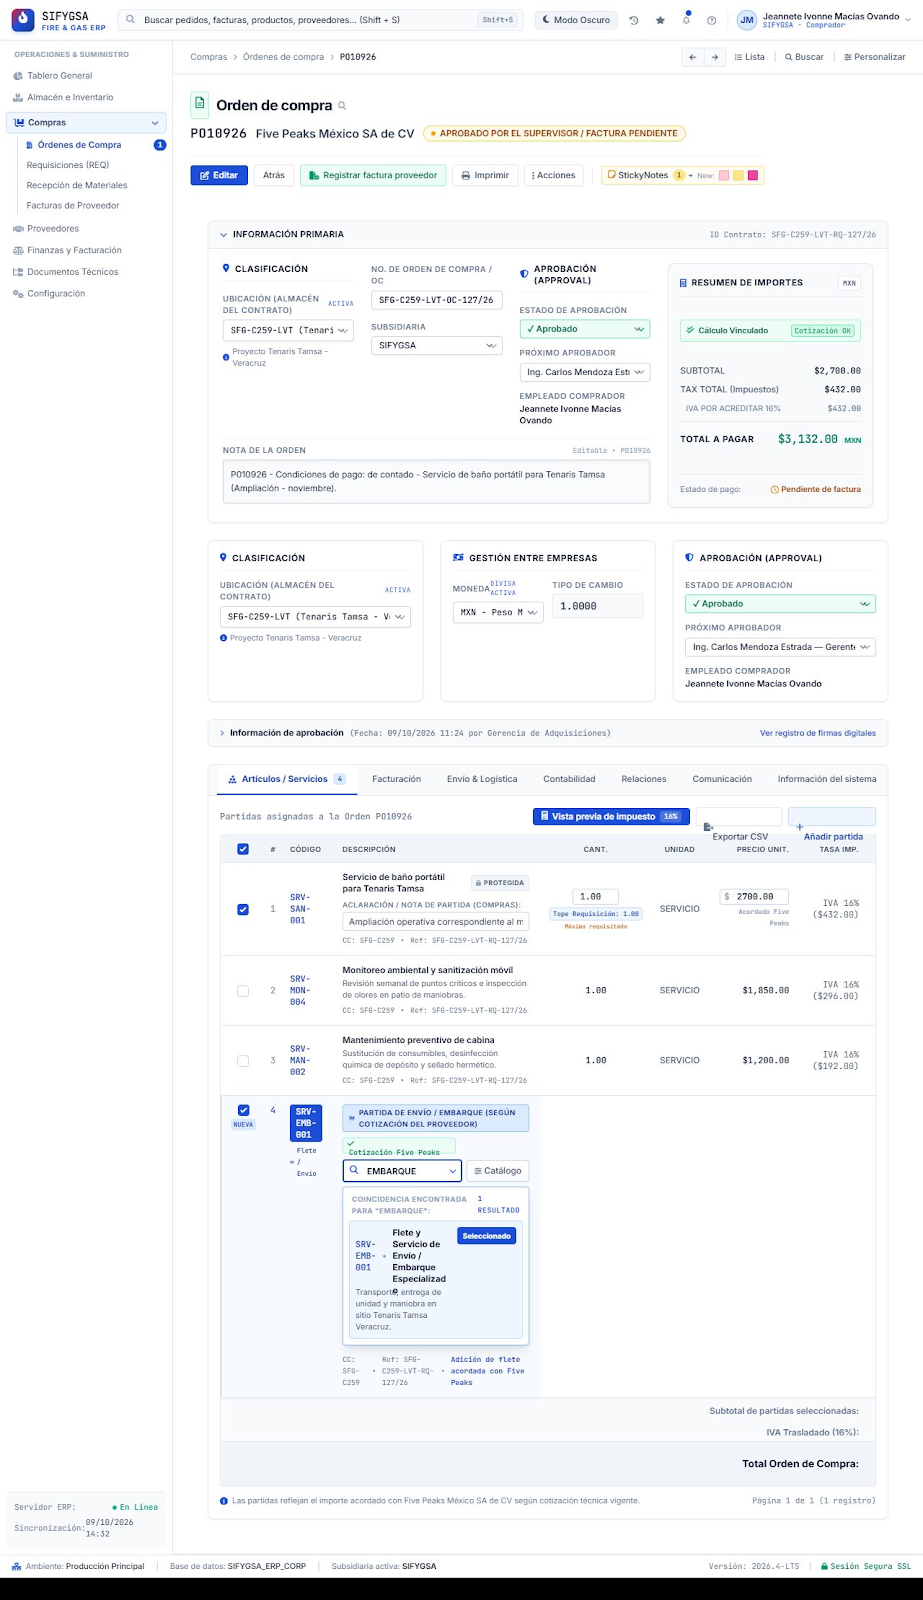 SIFYGSA
FIRE & GAS ERP
Buscar pedidos, facturas, productos, proveedores... (Shift + S)
Shift+S
Modo Oscuro
JM
Jeannete Ivonne Macías Ovando
SIFYGSA - Comprador
OPERACIONES & SUMINISTRO
Tablero General
Almacén e Inventario
Compras
Órdenes de Compra
1
Requisiciones (REQ)
Recepción de Materiales
Facturas de Proveedor
Proveedores
Finanzas y Facturación
Documentos Técnicos
Configuración
Compras > Órdenes de compra > PO10926
Lista
Buscar
Personalizar
Orden de compra
PO10926 Five Peaks México SA de CV
APROBADO POR EL SUPERVISOR / FACTURA PENDIENTE
Editar
Atrás
Registrar factura proveedor
Imprimir
Acciones
StickyNotes 1
New:
INFORMACIÓN PRIMARIA
ID Contrato: SFG-C259-LVT-RQ-127/26
CLASIFICACIÓN
UBICACIÓN (ALMACÉN DEL CONTRATO)
ACTIVA
SFG-C259-LVT (Tenari
Proyecto Tenaris Tamsa - Veracruz
NO. DE ORDEN DE COMPRA / OC
SFG-C259-LVT-OC-127/26
SUBSIDIARIA
SIFYGSA
APROBACIÓN (APPROVAL)
ESTADO DE APROBACIÓN
✓ Aprobado
PRÓXIMO APROBADOR
Ing. Carlos Mendoza Estr
EMPLEADO COMPRADOR
Jeannete Ivonne Macías Ovando
NOTA DE LA ORDEN
Editable • PO10926
PO10926 - Condiciones de pago: de contado - Servicio de baño portátil para Tenaris Tamsa
(Ampliación - noviembre).
RESUMEN DE IMPORTES
MXN
Cálculo Vinculado
Cotización OK
SUBTOTAL $2,700.00
TAX TOTAL (Impuestos) $432.00
IVA POR ACREDITAR 16% $432.00
TOTAL A PAGAR $3,132.00 MXN
Estado de pago: Pendiente de factura
CLASIFICACIÓN
UBICACIÓN (ALMACÉN DEL CONTRATO)
ACTIVA
SFG-C259-LVT (Tenaris Tamsa - V
Proyecto Tenaris Tamsa - Veracruz
GESTIÓN ENTRE EMPRESAS
MONEDA
DIVISA ACTIVA
MXN - Peso M
TIPO DE CAMBIO
1.0000
APROBACIÓN (APPROVAL)
ESTADO DE APROBACIÓN
✓ Aprobado
PRÓXIMO APROBADOR
Ing. Carlos Mendoza Estrada — Gerent
EMPLEADO COMPRADOR
Jeannete Ivonne Macías Ovando
Información de aprobación (Fecha: 09/10/2026 11:24 por Gerencia de Adquisiciones)
Ver registro de firmas digitales
Artículos / Servicios 4
Facturación
Envío & Logística
Contabilidad
Relaciones
Comunicación
Información del sistema
Partidas asignadas a la Orden PO10926
Vista previa de impuesto 16%
Exportar CSV
+ Añadir partida
# CÓDIGO DESCRIPCIÓN CANT. UNIDAD PRECIO UNIT. TASA IMP.
1
SRV-SAN-001
Servicio de baño portátil para Tenaris Tamsa
PROTEGIDA
ACLARACIÓN / NOTA DE PARTIDA (COMPRAS):
Ampliación operativa correspondiente al m
CC: SFG-C259 • Ref: SFG-C259-LVT-RQ-127/26
1.00
Tope Requisición: 1.00
Máximo requisitado
SERVICIO
$ 2700.00
Acordado Five Peaks
IVA 16% ($432.00)
2
SRV-MON-004
Monitoreo ambiental y sanitización móvil
Revisión semanal de puntos críticos e inspección de olores en patio de maniobras.
CC: SFG-C259 • Ref: SFG-C259-LVT-RQ-127/26
1.00
SERVICIO
$1,850.00
IVA 16% ($296.00)
3
SRV-MAN-002
Mantenimiento preventivo de cabina
Sustitución de consumibles, desinfección química de depósito y sellado hermético.
CC: SFG-C259 • Ref: SFG-C259-LVT-RQ-127/26
1.00
SERVICIO
$1,200.00
IVA 16% ($192.00)
NUEVA
4
SRV-EMB-001
Flete / Envío
PARTIDA DE ENVÍO / EMBARQUE (SEGÚN COTIZACIÓN DEL PROVEEDOR)
✓ Cotización Five Peaks
EMBARQUE
Catálogo
COINCIDENCIA ENCONTRADA PARA "EMBARQUE":
1 RESULTADO
SRV-EMB-001
•
Flete y Servicio de Envío / Embarque Especializad
Seleccionado
Transporte, entrega de unidad y maniobra en sitio Tenaris Tamsa Veracruz.
CC: SFG-C259 • Ref: SFG-C259-LVT-RQ-127/26 • Adición de flete acordada con Five Peaks
Subtotal de partidas seleccionadas:
IVA Trasladado (16%):
Total Orden de Compra:
Las partidas reflejan el importe acordado con Five Peaks México SA de CV según cotización técnica vigente.
Página 1 de 1 (1 registro)
Servidor ERP: En Línea
Sincronización: 09/10/2026 14:32
Ambiente: Producción Principal
Base de datos: SIFYGSA_ERP_CORP
Subsidiaria activa: SIFYGSA
Versión: 2026.4-LTS
Sesión Segura SSL